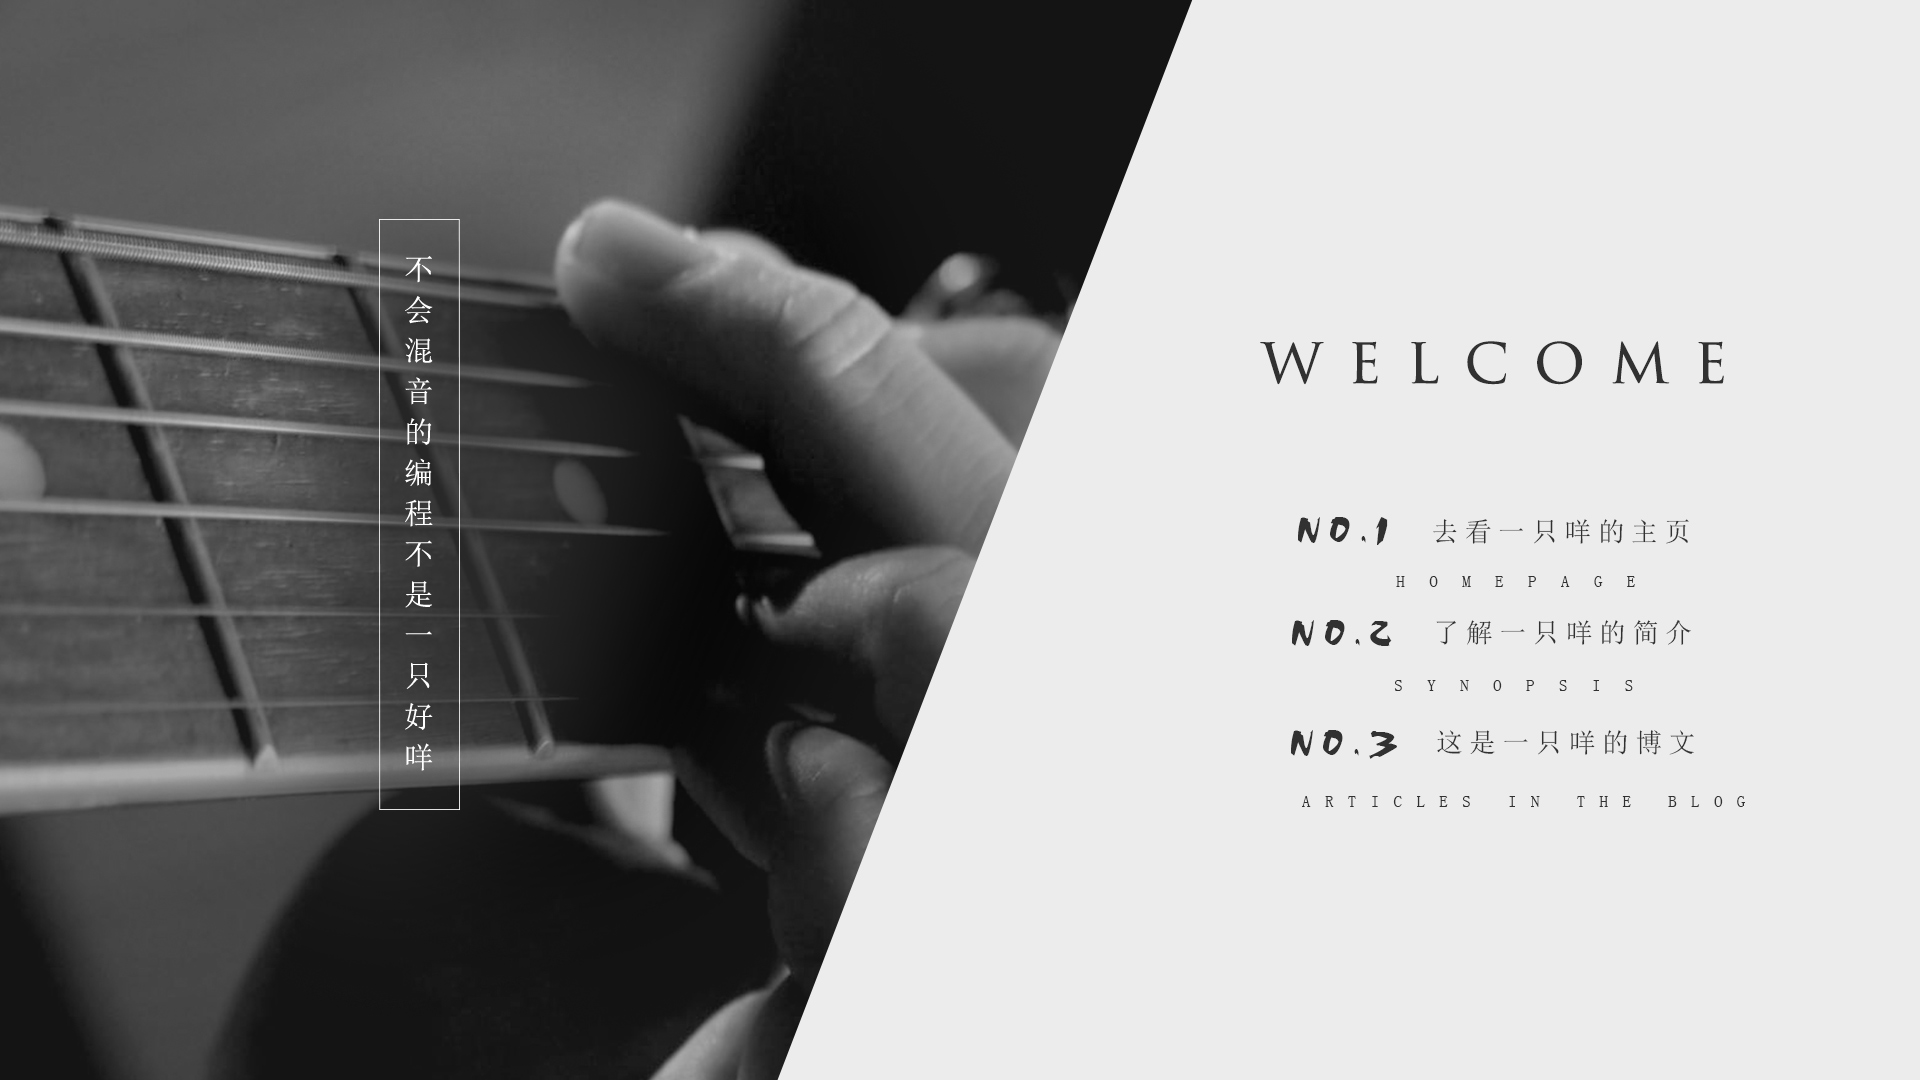 不会混音的编程不是一只好咩
WELCOME
NO.1 去看一只咩的主页
HOMEPAGE
NO.2 了解一只咩的简介
SYNOPSIS
NO.3 这是一只咩的博文
ARTICLES IN THE BLOG